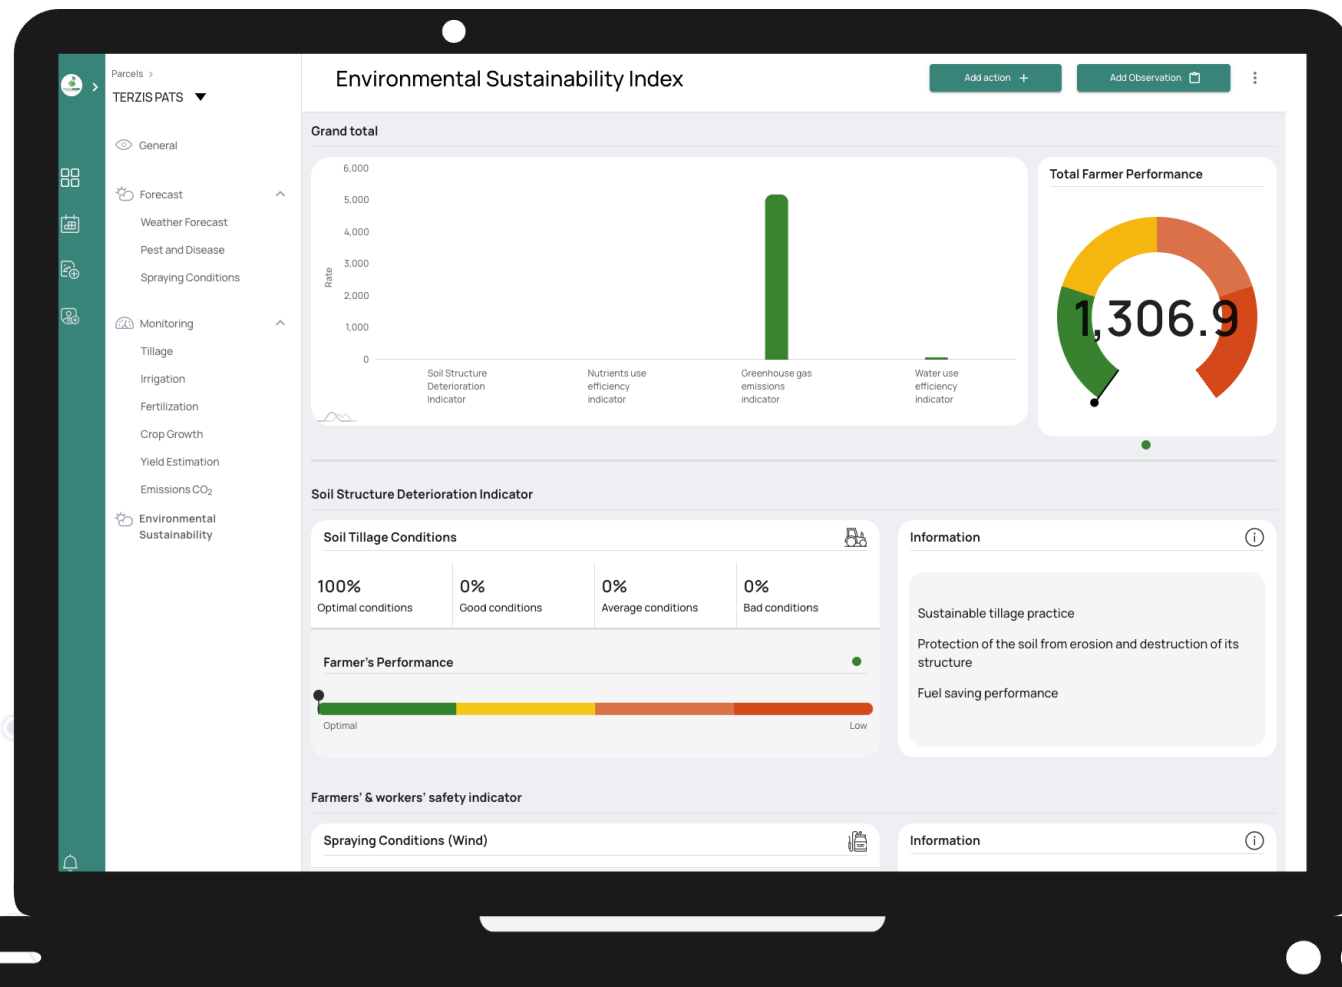 Parcels >
TERZIS PATS
General
Forecast
Weather Forecast
Pest and Disease
Spraying Conditions
Monitoring
Tillage
Irrigation
Fertilization
Crop Growth
Yield Estimation
Emissions CO₂
Environmental
Sustainability
Environmental Sustainability Index
Add action +
Add Observation
Grand total
6,000
5,000
4,000
3,000
2,000
1,000
0
Rate
Soil Structure
Deterioration
Indicator
Nutrients use
efficiency
indicator
Greenhouse gas
emissions
indicator
Water use
efficiency
indicator
Total Farmer Performance
1,306.9
Soil Structure Deterioration Indicator
Soil Tillage Conditions
100%
Optimal conditions
0%
Good conditions
0%
Average conditions
0%
Bad conditions
Farmer's Performance
Optimal
Low
Information
Sustainable tillage practice
Protection of the soil from erosion and destruction of its
structure
Fuel saving performance
Farmers' & workers' safety indicator
Spraying Conditions (Wind)
Information